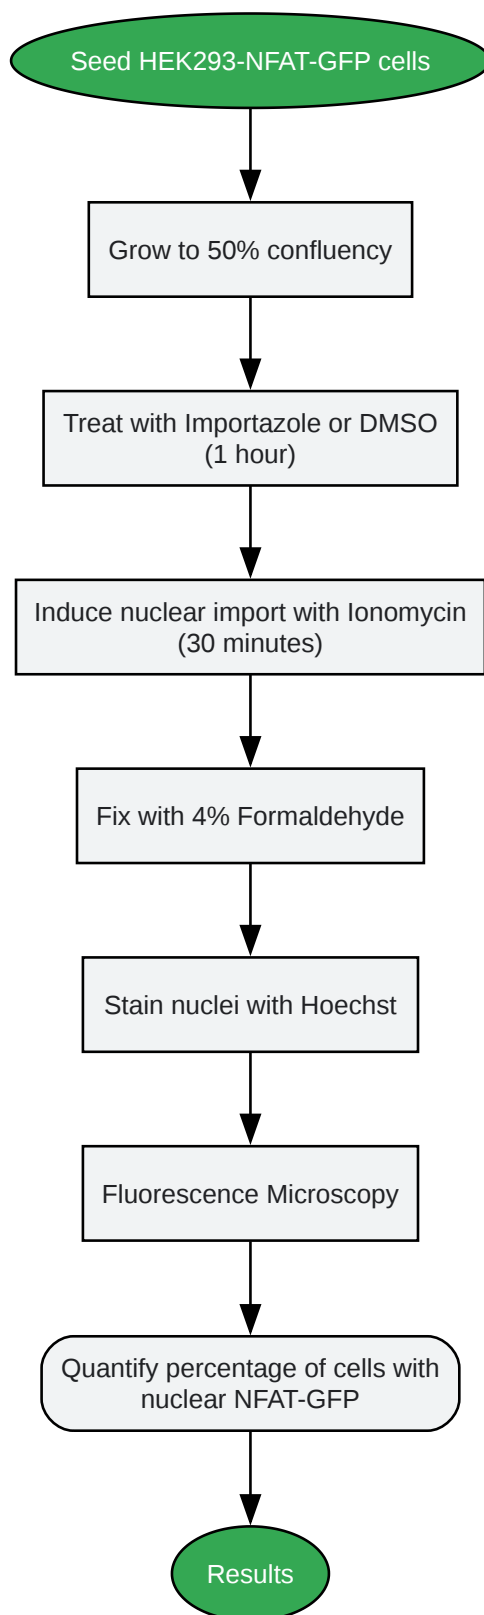 Seed HEK293-NFAT-GFP cells
Grow to 50% confluency
Treat with Importazole or DMSO
(1 hour)
Induce nuclear import with Ionomycin
(30 minutes)
Fix with 4% Formaldehyde
Stain nuclei with Hoechst
Fluorescence Microscopy
Quantify percentage of cells with
nuclear NFAT-GFP
Results